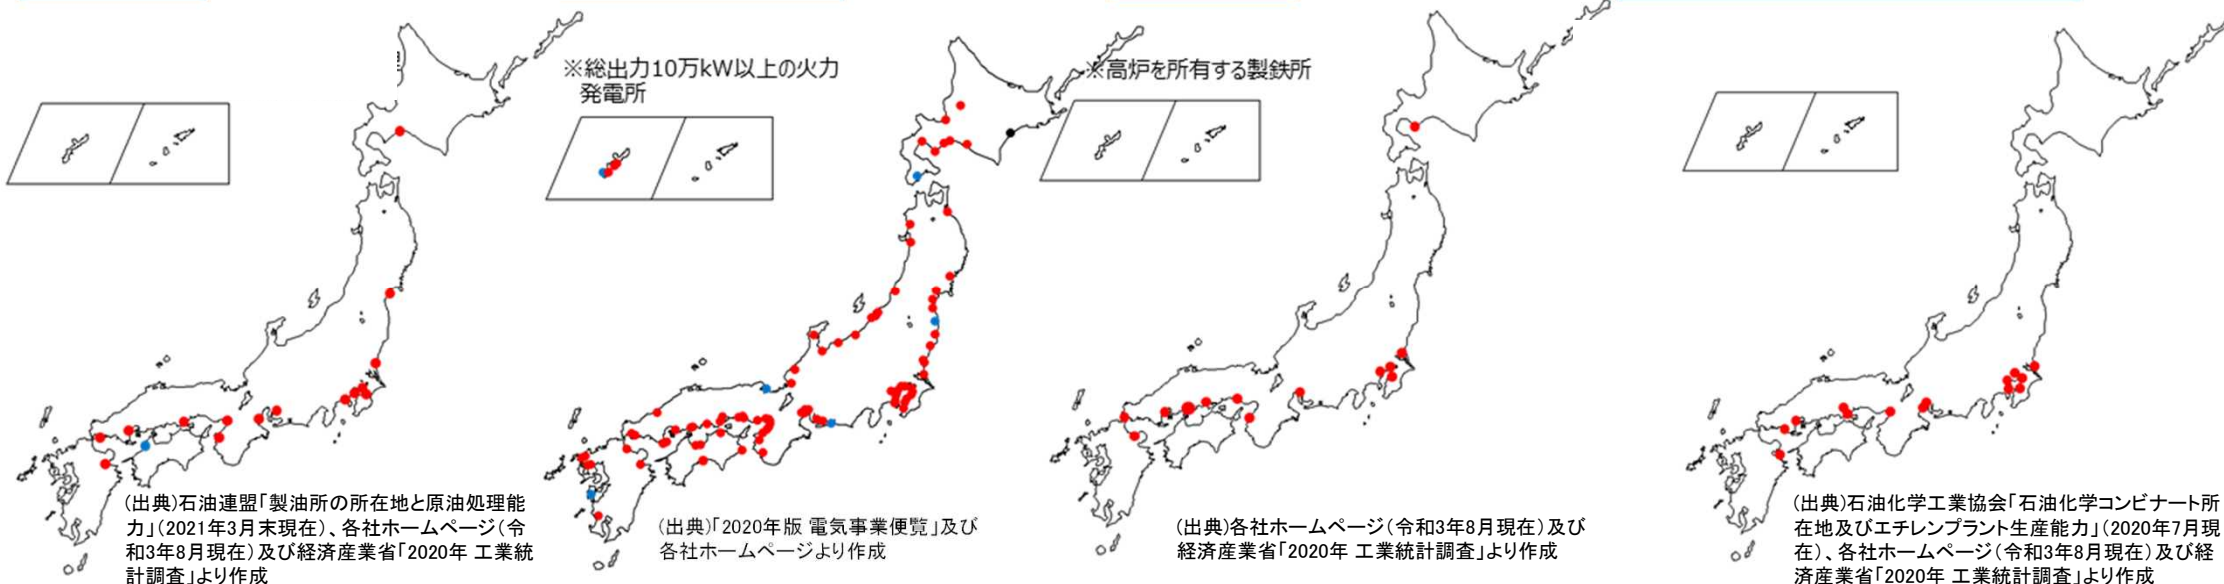 ※総出力10万kW以上の火力
発電所
※高炉を所有する製鉄所
(出典)石油連盟「製油所の所在地と原油処理能
力」(2021年3月末現在)、各社ホームページ(令
和3年8月現在)及び経済産業省「2020年 工業統
計調査」より作成
(出典)「2020年版 電気事業便覧」及び
各社ホームページより作成
(出典)各社ホームページ(令和3年8月現在)及び
経済産業省「2020年 工業統計調査」より作成
(出典)石油化学工業協会「石油化学コンビナート所
在地及びエチレンプラント生産能力」(2020年7月現
在)、各社ホームページ(令和3年8月現在)及び経
済産業省「2020年 工業統計調査」より作成